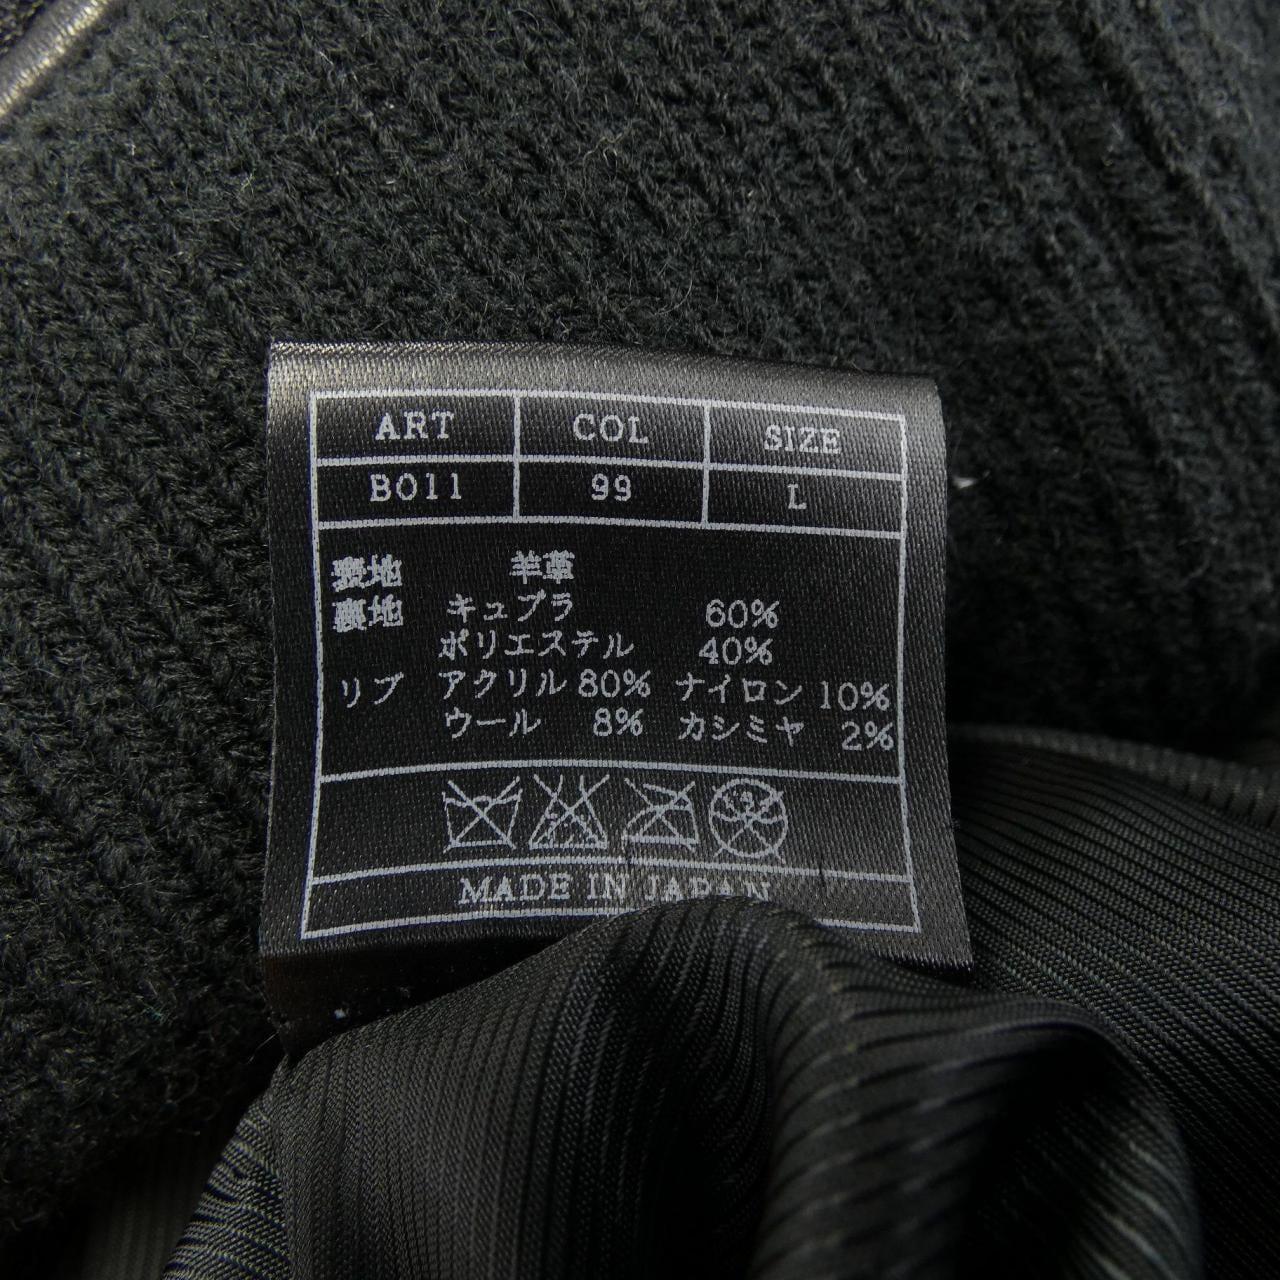 ART COL SIZE
B011 99 L
表地 羊革
裏地 キュプラ 60%
ポリエステル 40%
リブ アクリル 80% ナイロン 10%
ウール 8% カシミヤ 2%
MADE IN JAPAN